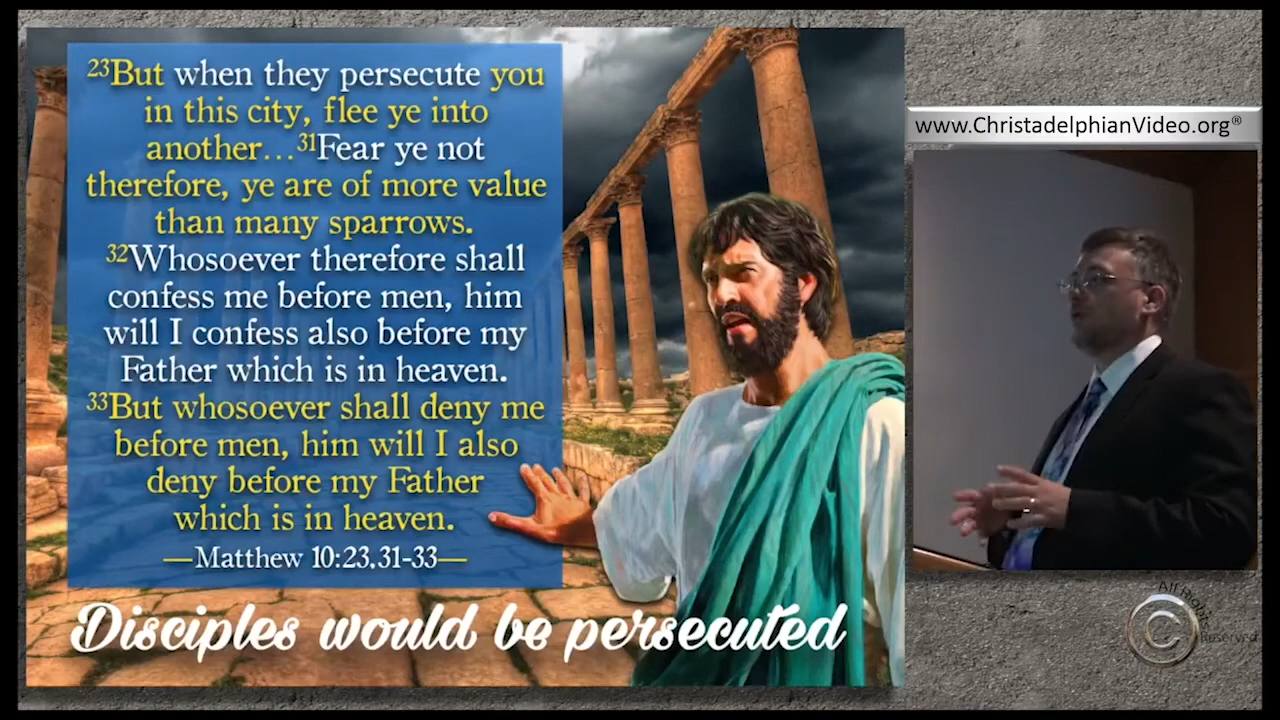 ²³But when they persecute you
in this city, flee ye into
another...³¹Fear ye not
therefore, ye are of more value
than many sparrows.
³²Whosoever therefore shall
confess me before men, him
will I confess also before my
Father which is in heaven.
³³But whosoever shall deny me
before men, him will I also
deny before my Father
which is in heaven.
—Matthew 10:23,31-33—
Disciples would be persecuted
www.ChristadelphianVideo.org®
All Rights
C
Reserved